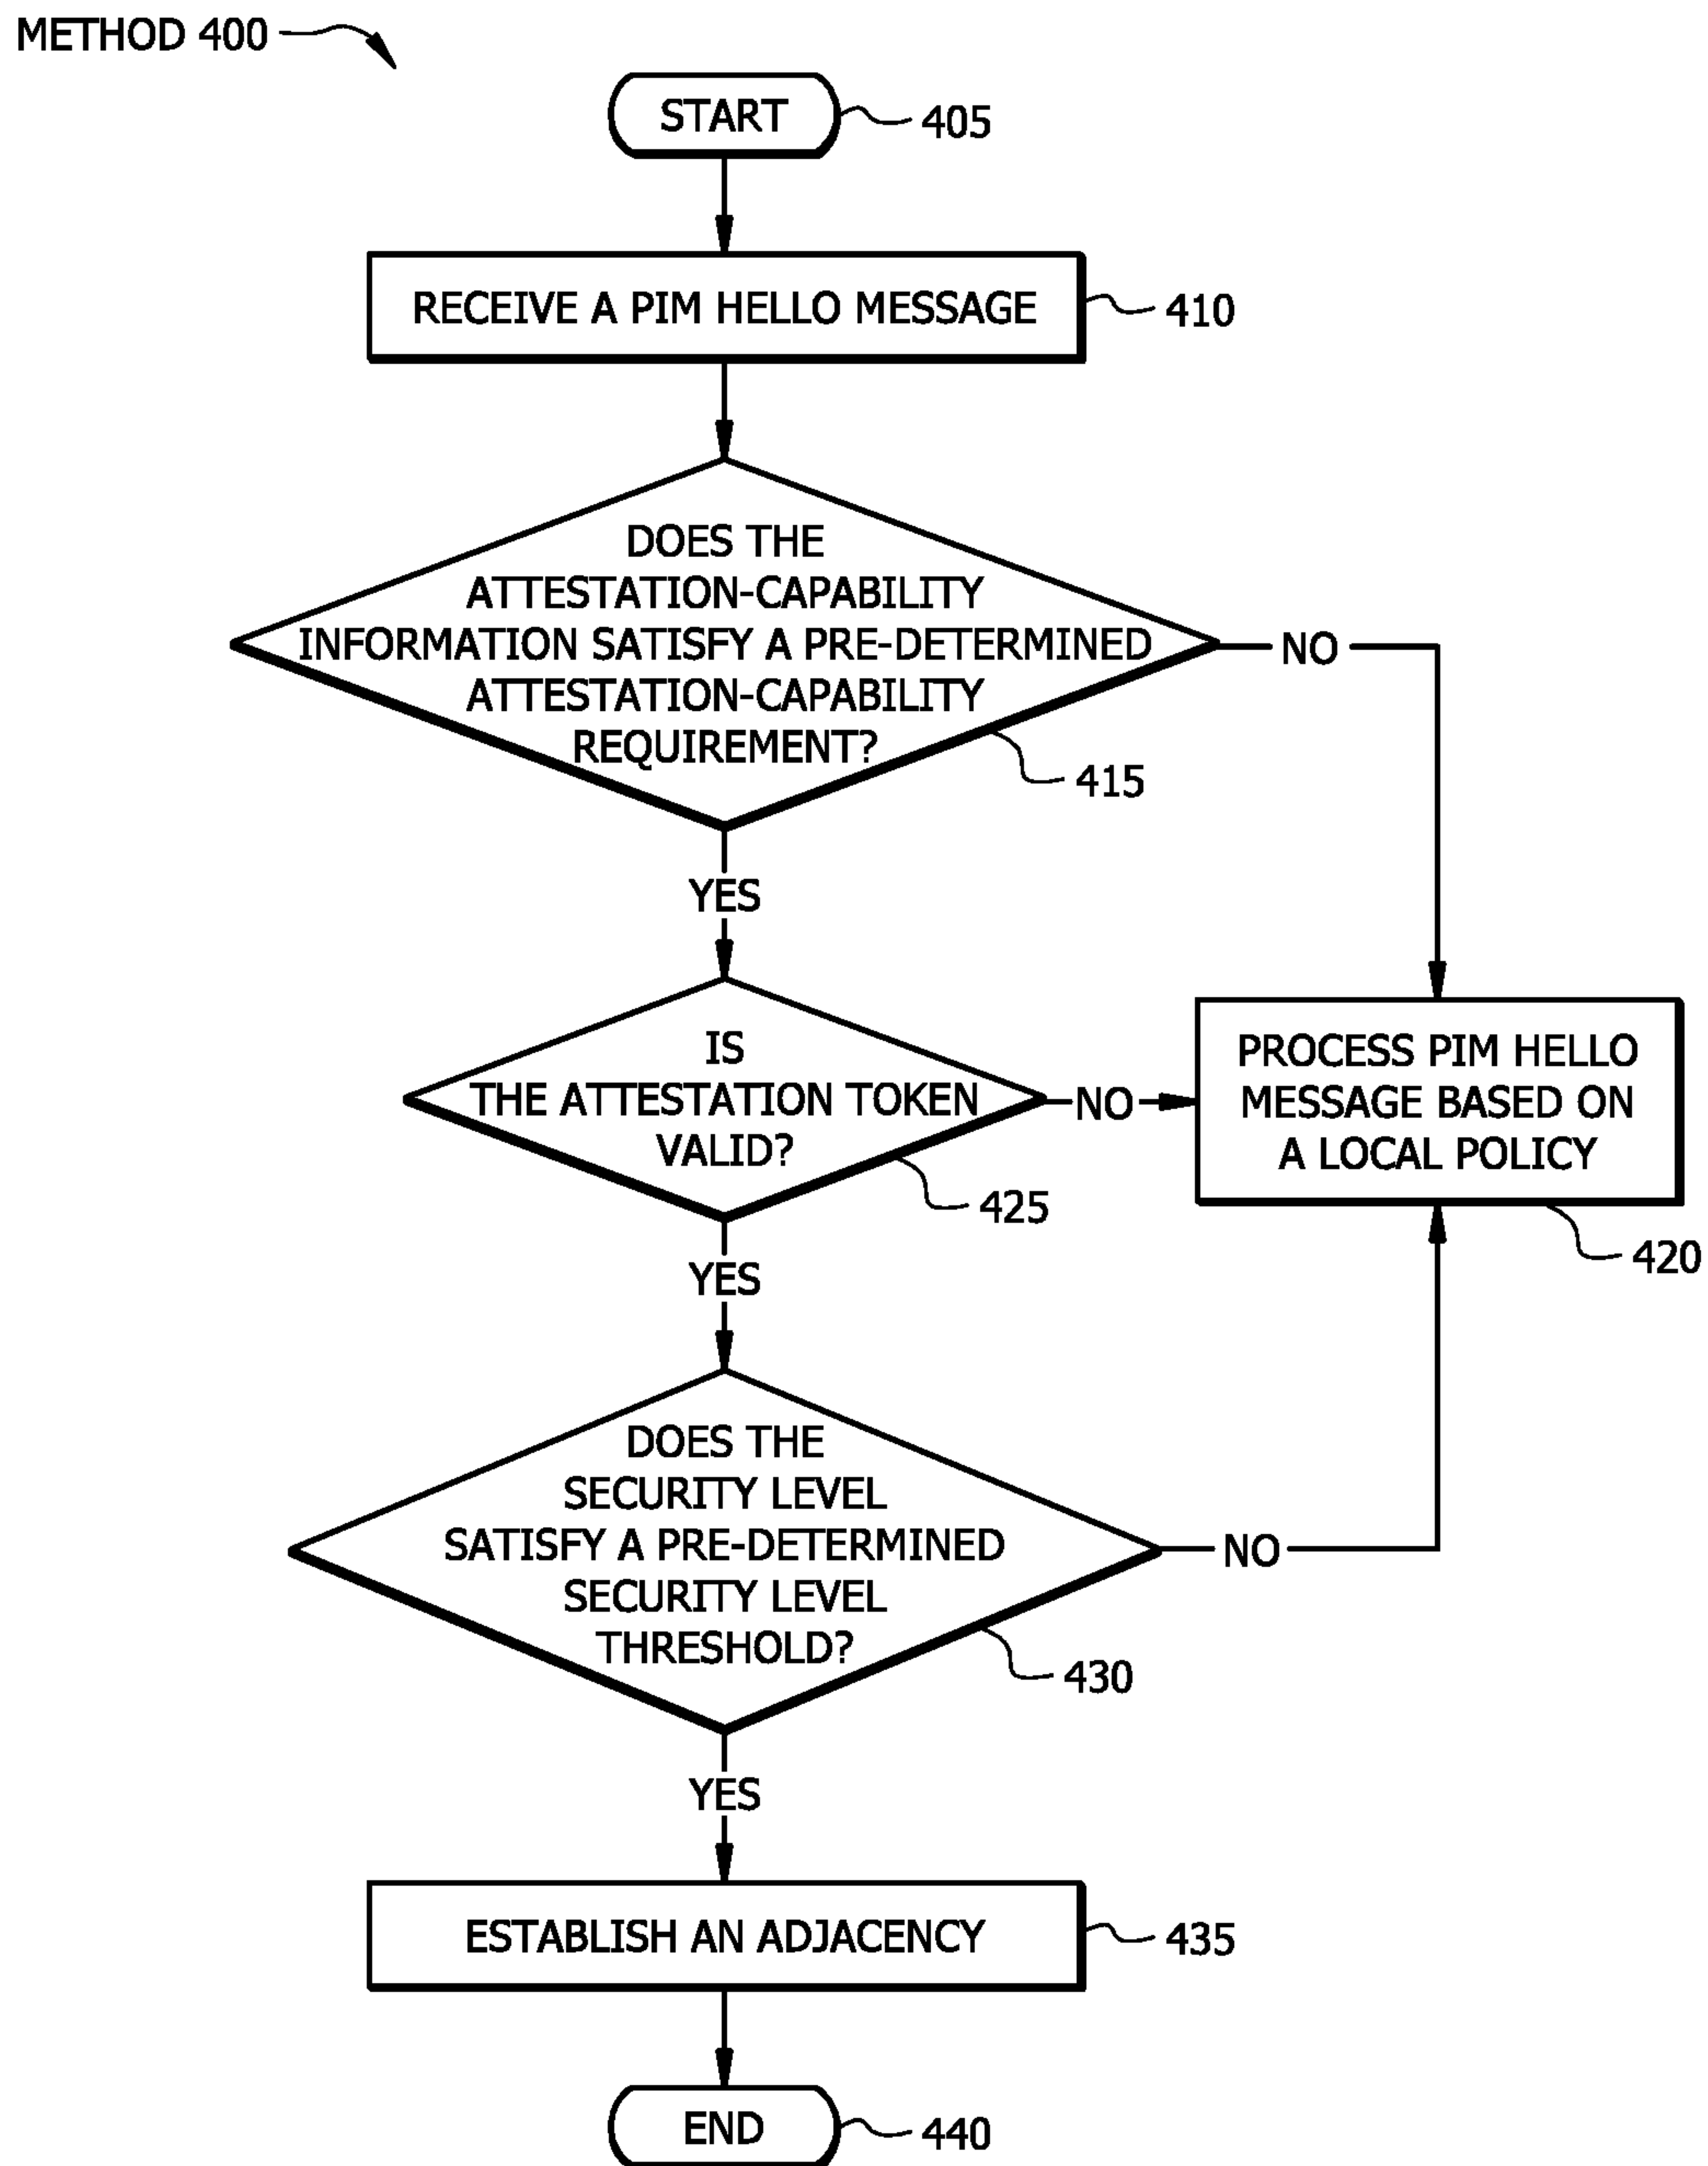 METHOD 400
START
405
RECEIVE A PIM HELLO MESSAGE
410
DOES THE
ATTESTATION-CAPABILITY
INFORMATION SATISFY A PRE-DETERMINED
ATTESTATION-CAPABILITY
REQUIREMENT?
NO
415
YES
IS
THE ATTESTATION TOKEN
VALID?
NO
425
PROCESS PIM HELLO
MESSAGE BASED ON
A LOCAL POLICY
420
YES
DOES THE
SECURITY LEVEL
SATISFY A PRE-DETERMINED
SECURITY LEVEL
THRESHOLD?
NO
430
YES
ESTABLISH AN ADJACENCY
435
END
440